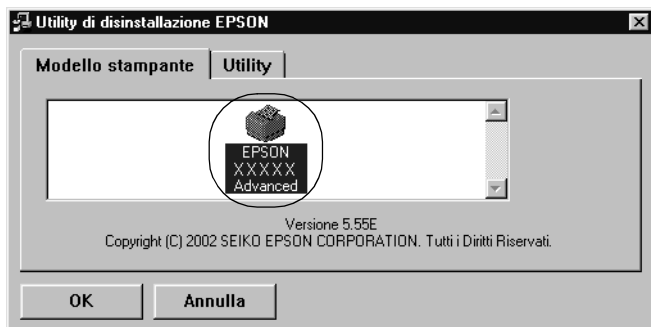 Utility di disinstallazione EPSON
Modello stampante
Utility
EPSON
XXXXX
Advanced
Versione 5.55E
Copyright (C) 2002 SEIKO EPSON CORPORATION. Tutti i Diritti Riservati.
OK
Annulla